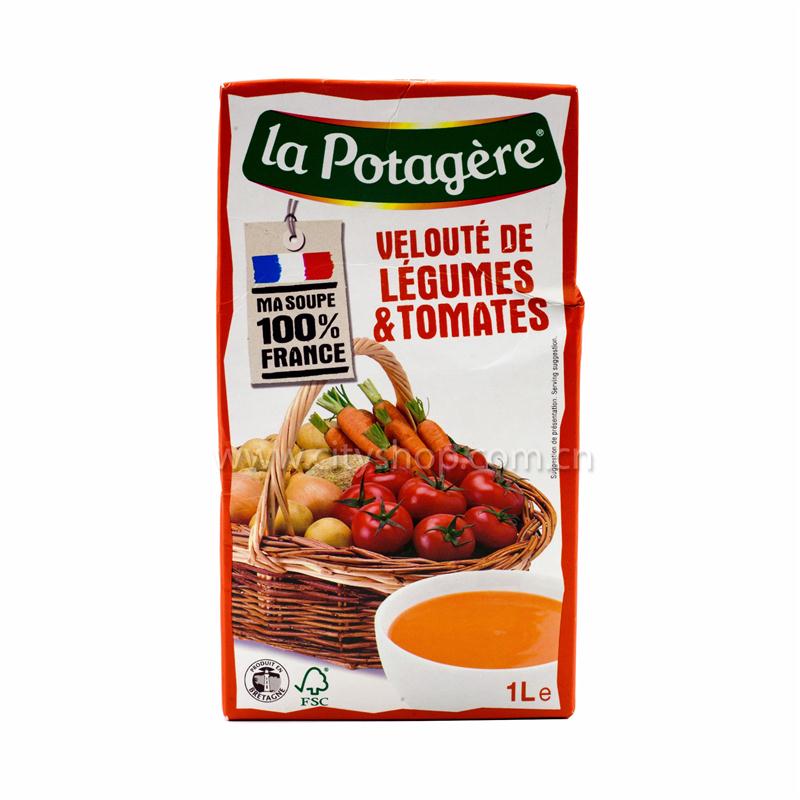 la Potagère®
VELOUTÉ DE
LÉGUMES
& TOMATES
MA SOUPE
100%
FRANCE
Suggestion de présentation. Serving suggestion.
www.cityshop.com.cn
PRODUIT EN
BRETAGNE
FSC
1L e